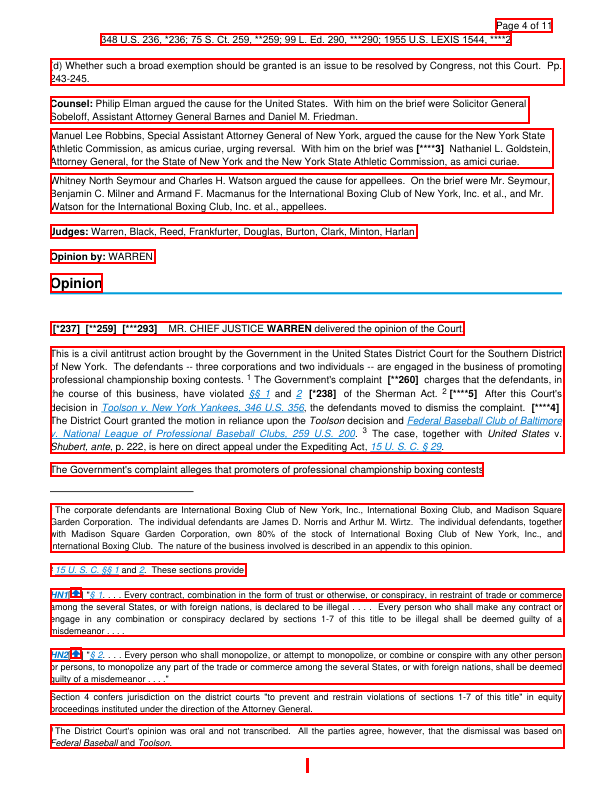 Page 4 of 11
348 U.S. 236, *236; 75 S. Ct. 259, **259; 99 L. Ed. 290, ***290; 1955 U.S. LEXIS 1544, ****2
d) Whether such a broad exemption should be granted is an issue to be resolved by Congress, not this Court. Pp.
243-245.
Counsel: Philip Elman argued the cause for the United States. With him on the brief were Solicitor General
Sobeloff, Assistant Attorney General Barnes and Daniel M. Friedman.
Manuel Lee Robbins, Special Assistant Attorney General of New York, argued the cause for the New York State
Athletic Commission, as amicus curiae, urging reversal. With him on the brief was [****3] Nathaniel L. Goldstein,
Attorney General, for the State of New York and the New York State Athletic Commission, as amici curiae.
Whitney North Seymour and Charles H. Watson argued the cause for appellees. On the brief were Mr. Seymour,
Benjamin C. Milner and Armand F. Macmanus for the International Boxing Club of New York, Inc. et al., and Mr.
Watson for the International Boxing Club, Inc. et al., appellees.
Judges: Warren, Black, Reed, Frankfurter, Douglas, Burton, Clark, Minton, Harlan
Opinion by: WARREN
Opinion
[*237] [**259] [***293] MR. CHIEF JUSTICE WARREN delivered the opinion of the Court.
This is a civil antitrust action brought by the Government in the United States District Court for the Southern District
of New York. The defendants -- three corporations and two individuals -- are engaged in the business of promoting
professional championship boxing contests. 1 The Government's complaint [**260] charges that the defendants, in
the course of this business, have violated §§ 1 and 2 [*238] of the Sherman Act. 2 [****5] After this Court's
decision in Toolson v. New York Yankees, 346 U.S. 356, the defendants moved to dismiss the complaint. [****4]
The District Court granted the motion in reliance upon the Toolson decision and Federal Baseball Club of Baltimore
v. National League of Professional Baseball Clubs, 259 U.S. 200. 3 The case, together with United States v.
Shubert, ante, p. 222, is here on direct appeal under the Expediting Act, 15 U.S. C. § 29.
The Government's complaint alleges that promoters of professional championship boxing contests
The corporate defendants are International Boxing Club of New York, Inc., International Boxing Club, and Madison Square
Garden Corporation. The individual defendants are James D. Norris and Arthur M. Wirtz. The individual defendants, together
with Madison Square Garden Corporation, own 80% of the stock of International Boxing Club of New York, Inc., and
International Boxing Club. The nature of the business involved is described in an appendix to this opinion.
2 15 U. S. C. §§ 1 and 2. These sections provide
HN1 "§ 1. . . . Every contract, combination in the form of trust or otherwise, or conspiracy, in restraint of trade or commerce
among the several States, or with foreign nations, is declared to be illegal . . . . Every person who shall make any contract or
engage in any combination or conspiracy declared by sections 1-7 of this title to be illegal shall be deemed guilty of a
misdemeanor . . . .
HN2 "§ 2. . . . Every person who shall monopolize, or attempt to monopolize, or combine or conspire with any other person
or persons, to monopolize any part of the trade or commerce among the several States, or with foreign nations, shall be deemed
guilty of a misdemeanor . . . ."
Section 4 confers jurisdiction on the district courts "to prevent and restrain violations of sections 1-7 of this title" in equity
proceedings instituted under the direction of the Attorney General.
The District Court's opinion was oral and not transcribed. All the parties agree, however, that the dismissal was based on
Federal Baseball and Toolson.